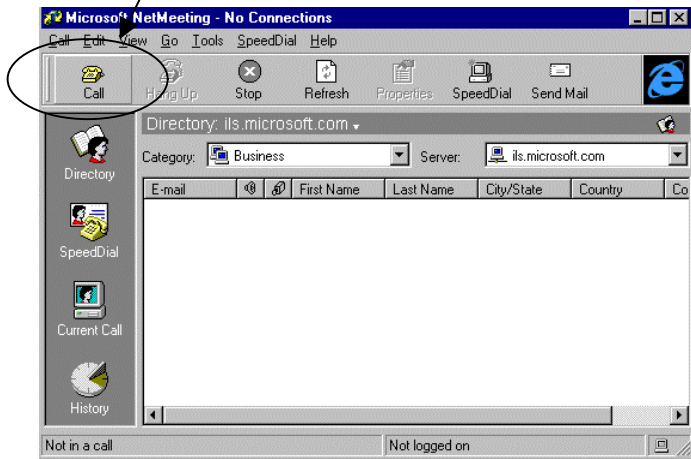 Microsoft NetMeeting - No Connections
Call Edit View Go Tools SpeedDial Help
Call Hang Up Stop Refresh Properties SpeedDial Send Mail
Directory: ils.microsoft.com
Category: Business Server: ils.microsoft.com
Directory
E-mail First Name Last Name City/State Country Co
SpeedDial
Current Call
History
Not in a call Not logged on